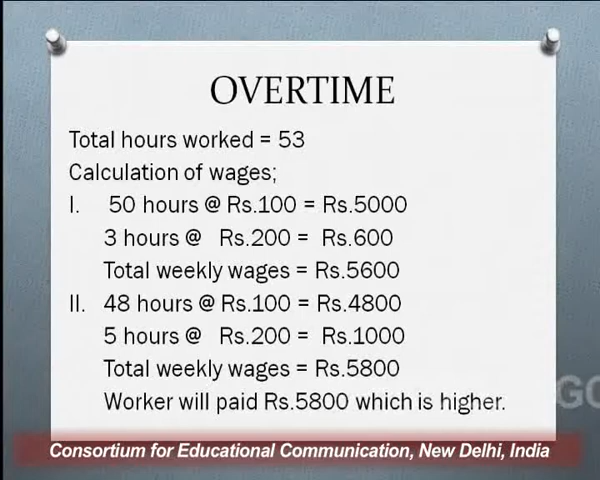 OVERTIME
Total hours worked = 53
Calculation of wages;
I. 50 hours @ Rs.100 = Rs.5000
3 hours @ Rs.200 = Rs.600
Total weekly wages = Rs.5600
II. 48 hours @ Rs.100 = Rs.4800
5 hours @ Rs.200 = Rs.1000
Total weekly wages = Rs.5800
Worker will paid Rs.5800 which is higher.
GO
Consortium for Educational Communication, New Delhi, India